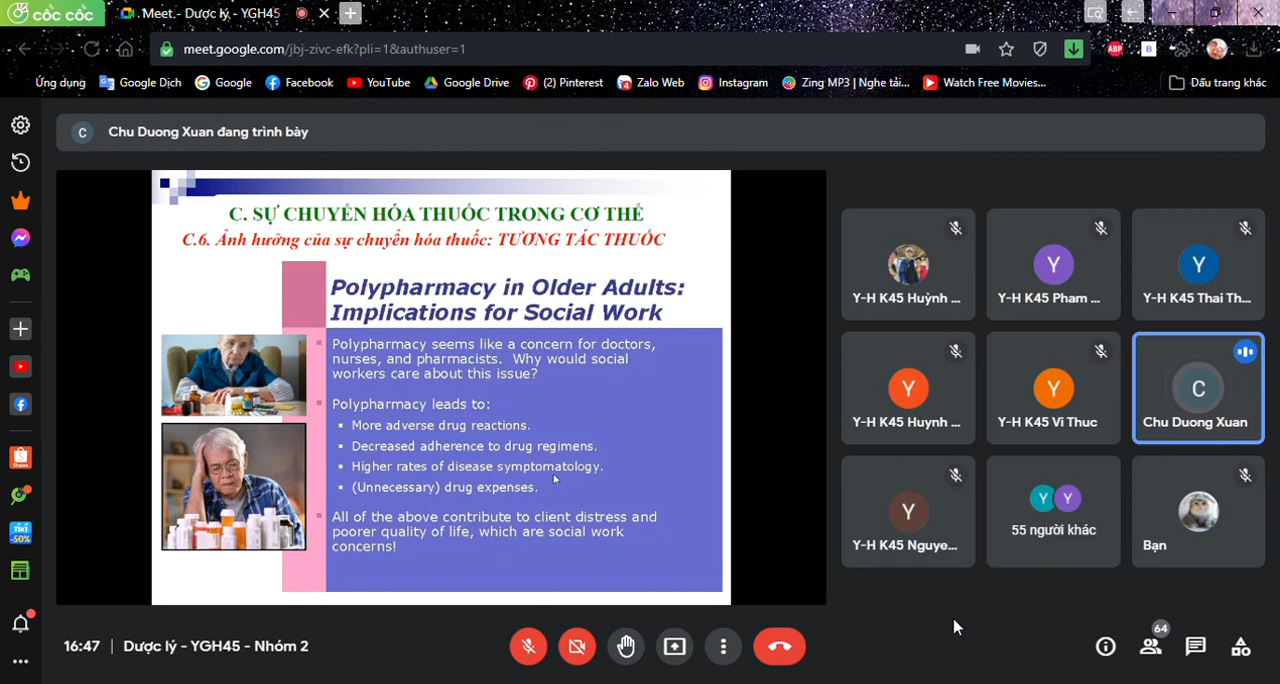 cốc cốc
Meet - Dược lý - YGH45
meet.google.com/jbj-zivc-efk?pli=1&authuser=1
ABP
B
Ứng dụng
Google Dịch
Google
Facebook
YouTube
Google Drive
(2) Pinterest
Zalo Web
Instagram
Zing MP3 | Nghe tải...
Watch Free Movies...
Dấu trang khác
C
Chu Duong Xuan đang trình bày
C. SỰ CHUYỂN HÓA THUỐC TRONG CƠ THỂ
C.6. Ảnh hưởng của sự chuyển hóa thuốc: TƯƠNG TÁC THUỐC
Polypharmacy in Older Adults:
Implications for Social Work
Polypharmacy seems like a concern for doctors,
nurses, and pharmacists. Why would social
workers care about this issue?
Polypharmacy leads to:
More adverse drug reactions.
Decreased adherence to drug regimens.
Higher rates of disease symptomatology.
(Unnecessary) drug expenses.
All of the above contribute to client distress and
poorer quality of life, which are social work
concerns!
Y-H K45 Huỳnh ...
Y
Y-H K45 Pham ...
Y
Y-H K45 Thai Th...
Y
Y-H K45 Huynh ...
Y
Y-H K45 Vi Thuc
C
Chu Duong Xuan
Y
Y-H K45 Nguye...
Y Y
55 người khác
Bạn
Shopee
TIKI
-50%
16:47 | Dược lý - YGH45 - Nhóm 2
64